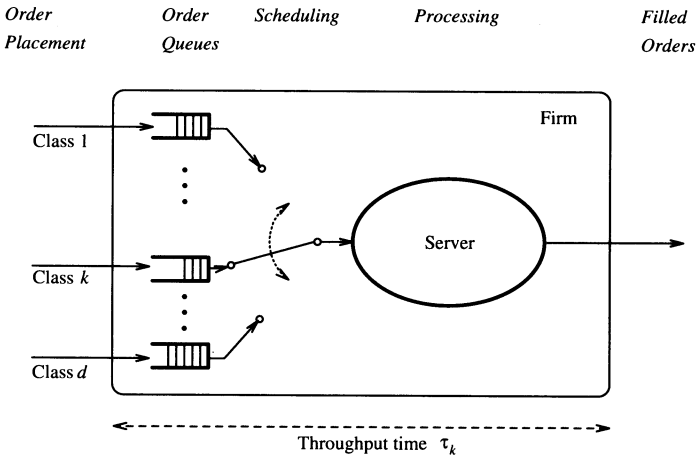 Order Placement
Order Queues
Scheduling
Processing
Filled Orders
Firm
Class 1
Class k
Server
Class d
Throughput time τk